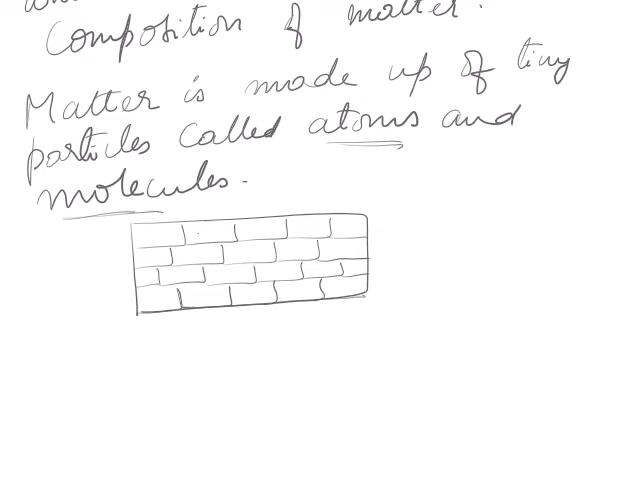 Composition of matter.
Matter is made up of tiny
particles called atoms and
molecules.